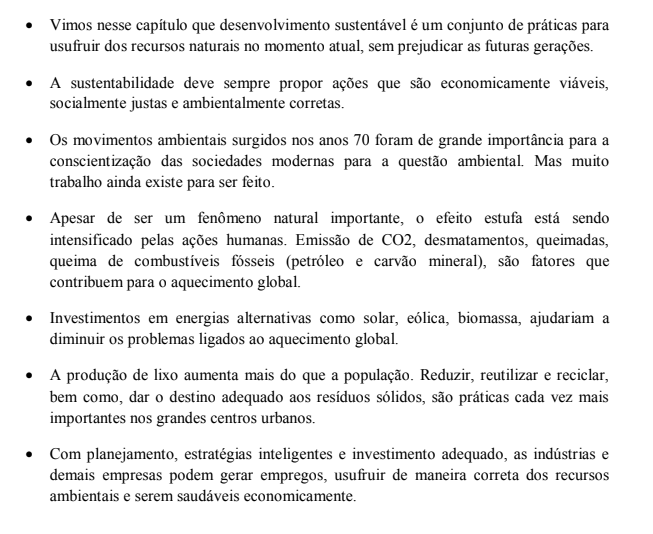 • Vimos nesse capítulo que desenvolvimento sustentável é um conjunto de práticas para
usufruir dos recursos naturais no momento atual, sem prejudicar as futuras gerações.
• A sustentabilidade deve sempre propor ações que são economicamente viáveis,
socialmente justas e ambientalmente corretas.
• Os movimentos ambientais surgidos nos anos 70 foram de grande importância para a
conscientização das sociedades modernas para a questão ambiental. Mas muito
trabalho ainda existe para ser feito.
• Apesar de ser um fenômeno natural importante, o efeito estufa está sendo
intensificado pelas ações humanas. Emissão de CO2, desmatamentos, queimadas,
queima de combustíveis fósseis (petróleo e carvão mineral), são fatores que
contribuem para o aquecimento global.
• Investimentos em energias alternativas como solar, eólica, biomassa, ajudariam a
diminuir os problemas ligados ao aquecimento global.
• A produção de lixo aumenta mais do que a população. Reduzir, reutilizar e reciclar,
bem como, dar o destino adequado aos resíduos sólidos, são práticas cada vez mais
importantes nos grandes centros urbanos.
• Com planejamento, estratégias inteligentes e investimento adequado, as indústrias e
demais empresas podem gerar empregos, usufruir de maneira correta dos recursos
ambientais e serem saudáveis economicamente.